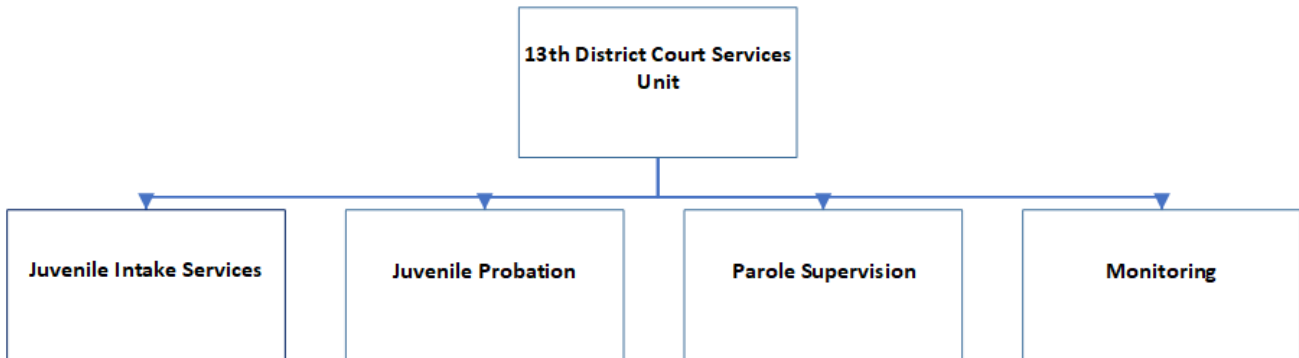 13th District Court Services
Unit
Juvenile Intake Services
Juvenile Probation
Parole Supervision
Monitoring